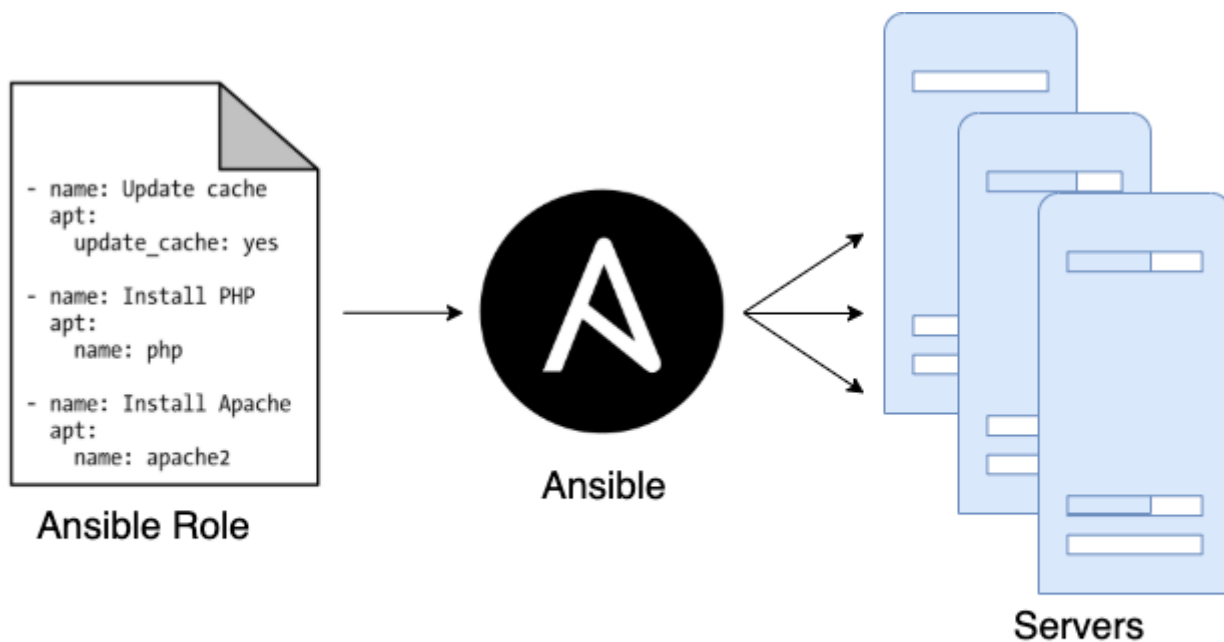 - name: Update cache
  apt:
    update_cache: yes
- name: Install PHP
  apt:
    name: php
- name: Install Apache
  apt:
    name: apache2
Ansible Role
Ansible
Servers